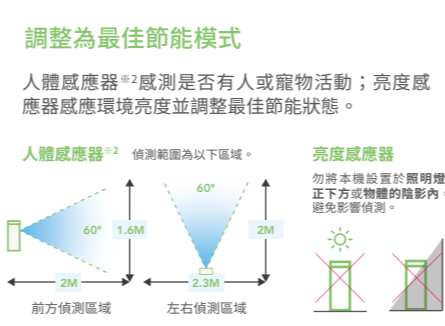 調整為最佳節能模式
人體感應器※2感測是否有人或寵物活動；亮度感
應器感應環境亮度並調整最佳節能狀態。
人體感應器※2 偵測範圍為以下區域。
60°
1.6M
2M
前方偵測區域
60°
2M
2.3M
左右偵測區域
亮度感應器
勿將本機設置於照明燈
正下方或物體的陰影內，
避免影響偵測。